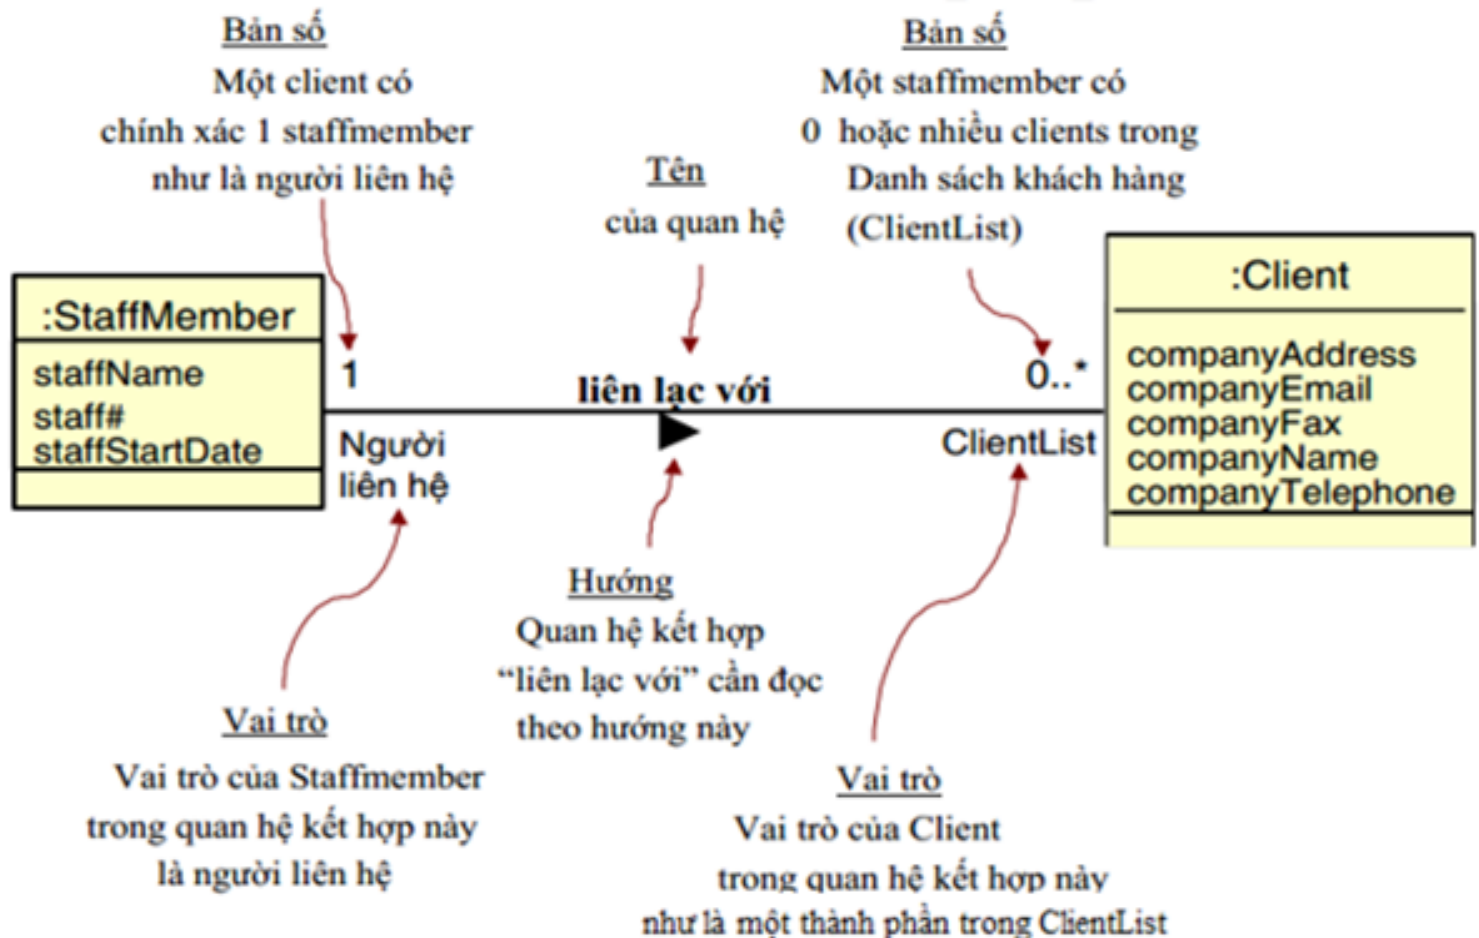 Bản số
Một client có
chính xác 1 staffmember
như là người liên hệ
Tên
của quan hệ
Bản số
Một staffmember có
0 hoặc nhiều clients trong
Danh sách khách hàng
(ClientList)
:StaffMember
staffName
staff#
staffStartDate
1
Người
liên hệ
liên lạc với
0..*
ClientList
:Client
companyAddress
companyEmail
companyFax
companyName
companyTelephone
Vai trò
Vai trò của Staffmember
trong quan hệ kết hợp này
là người liên hệ
Hướng
Quan hệ kết hợp
“liên lạc với” cần đọc
theo hướng này
Vai trò
Vai trò của Client
trong quan hệ kết hợp này
như là một thành phần trong ClientList